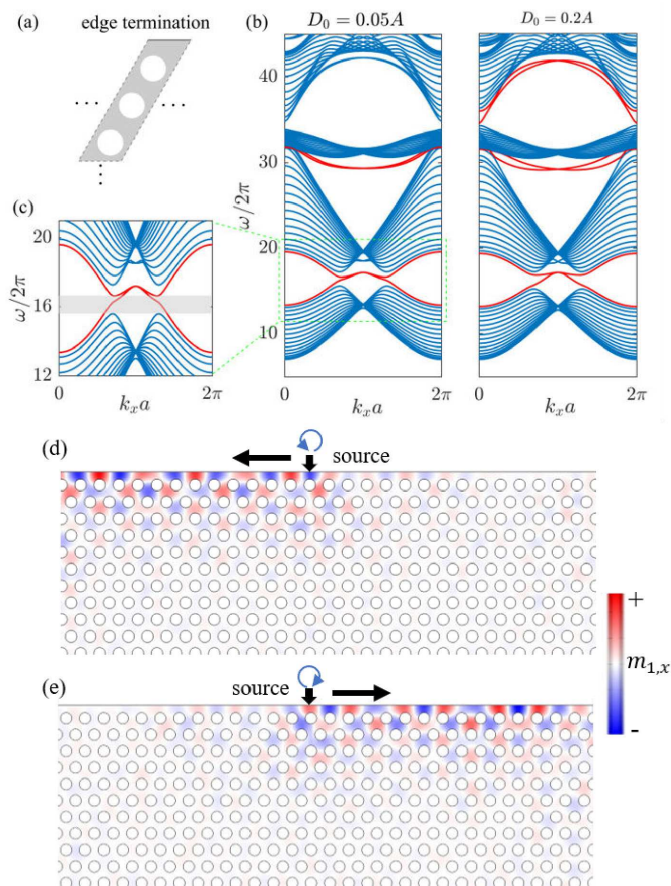 (a)
edge termination
(b)
D₀ = 0.05A
D₀ = 0.2A
40
30
20
10
ω/2π
0
kₓa
2π
0
kₓa
2π
(c)
20
16
12
ω/2π
0
kₓa
2π
(d)
source
(e)
source
+
m₁,ₓ
-